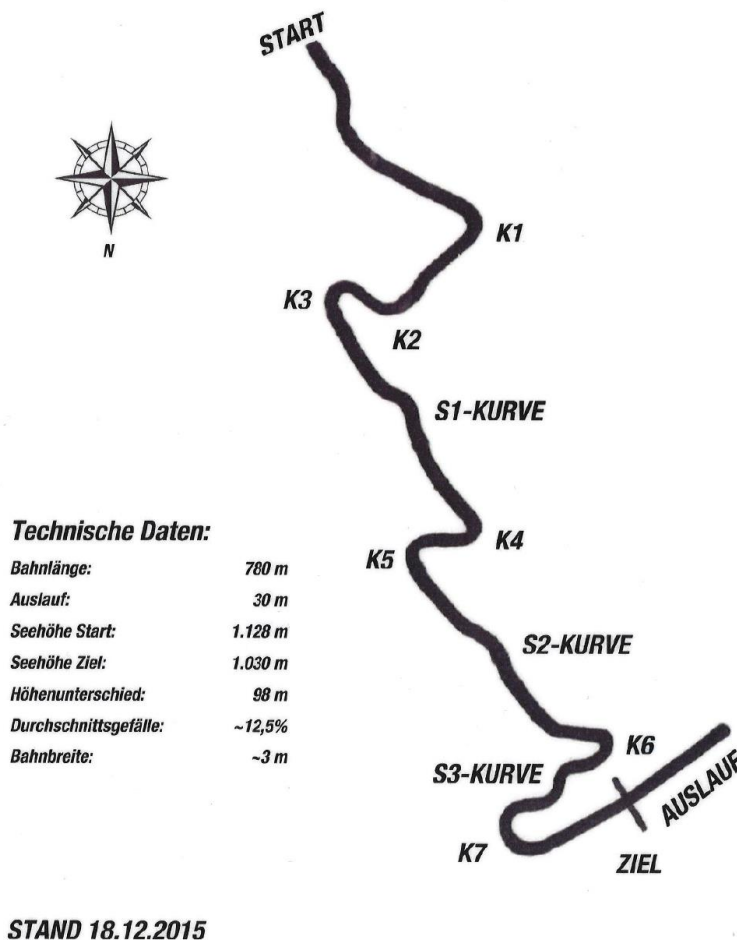 START
N
K1
K3
K2
S1-KURVE
K4
K5
S2-KURVE
K6
S3-KURVE
K7
AUSLAUF
ZIEL
Technische Daten:
Bahnlänge: 780 m
Auslauf: 30 m
Seehöhe Start: 1.128 m
Seehöhe Ziel: 1.030 m
Höhenunterschied: 98 m
Durchschnittsgefälle: ~12,5%
Bahnbreite: ~3 m
STAND 18.12.2015